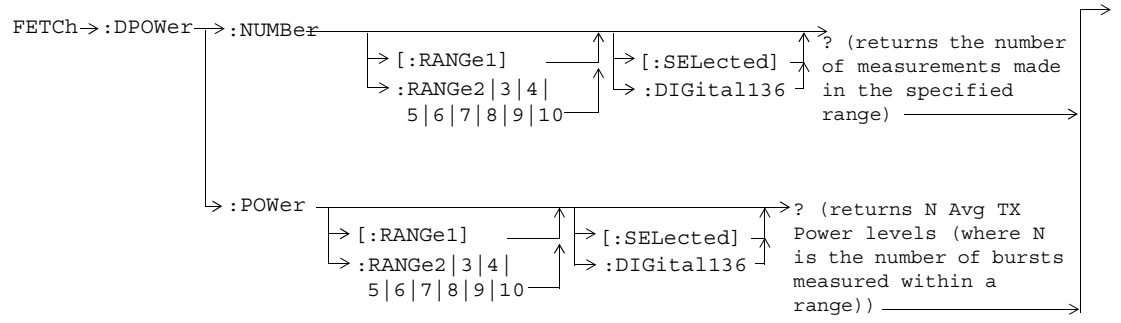 FETCh :DPOWer :NUMBer
[:RANGe1]
:RANGe2|3|4|
5|6|7|8|9|10
[:SELected]
:DIGital136
? (returns the number
of measurements made
in the specified
range)
:POWer
[:RANGe1]
:RANGe2|3|4|
5|6|7|8|9|10
[:SELected]
:DIGital136
? (returns N Avg TX
Power levels (where N
is the number of bursts
measured within a
range))